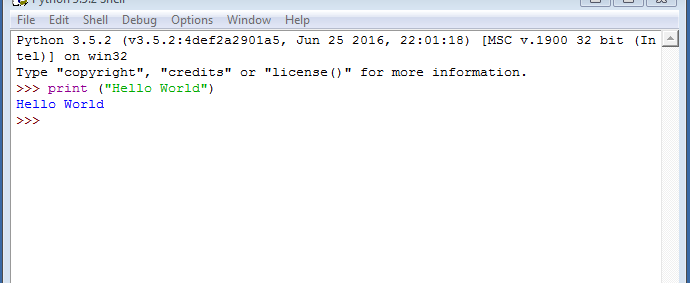 Python 3.5.2 Shell
File Edit Shell Debug Options Window Help
Python 3.5.2 (v3.5.2:4def2a2901a5, Jun 25 2016, 22:01:18) [MSC v.1900 32 bit (In
tel)] on win32
Type "copyright", "credits" or "license()" for more information.
>>> print ("Hello World")
Hello World
>>>